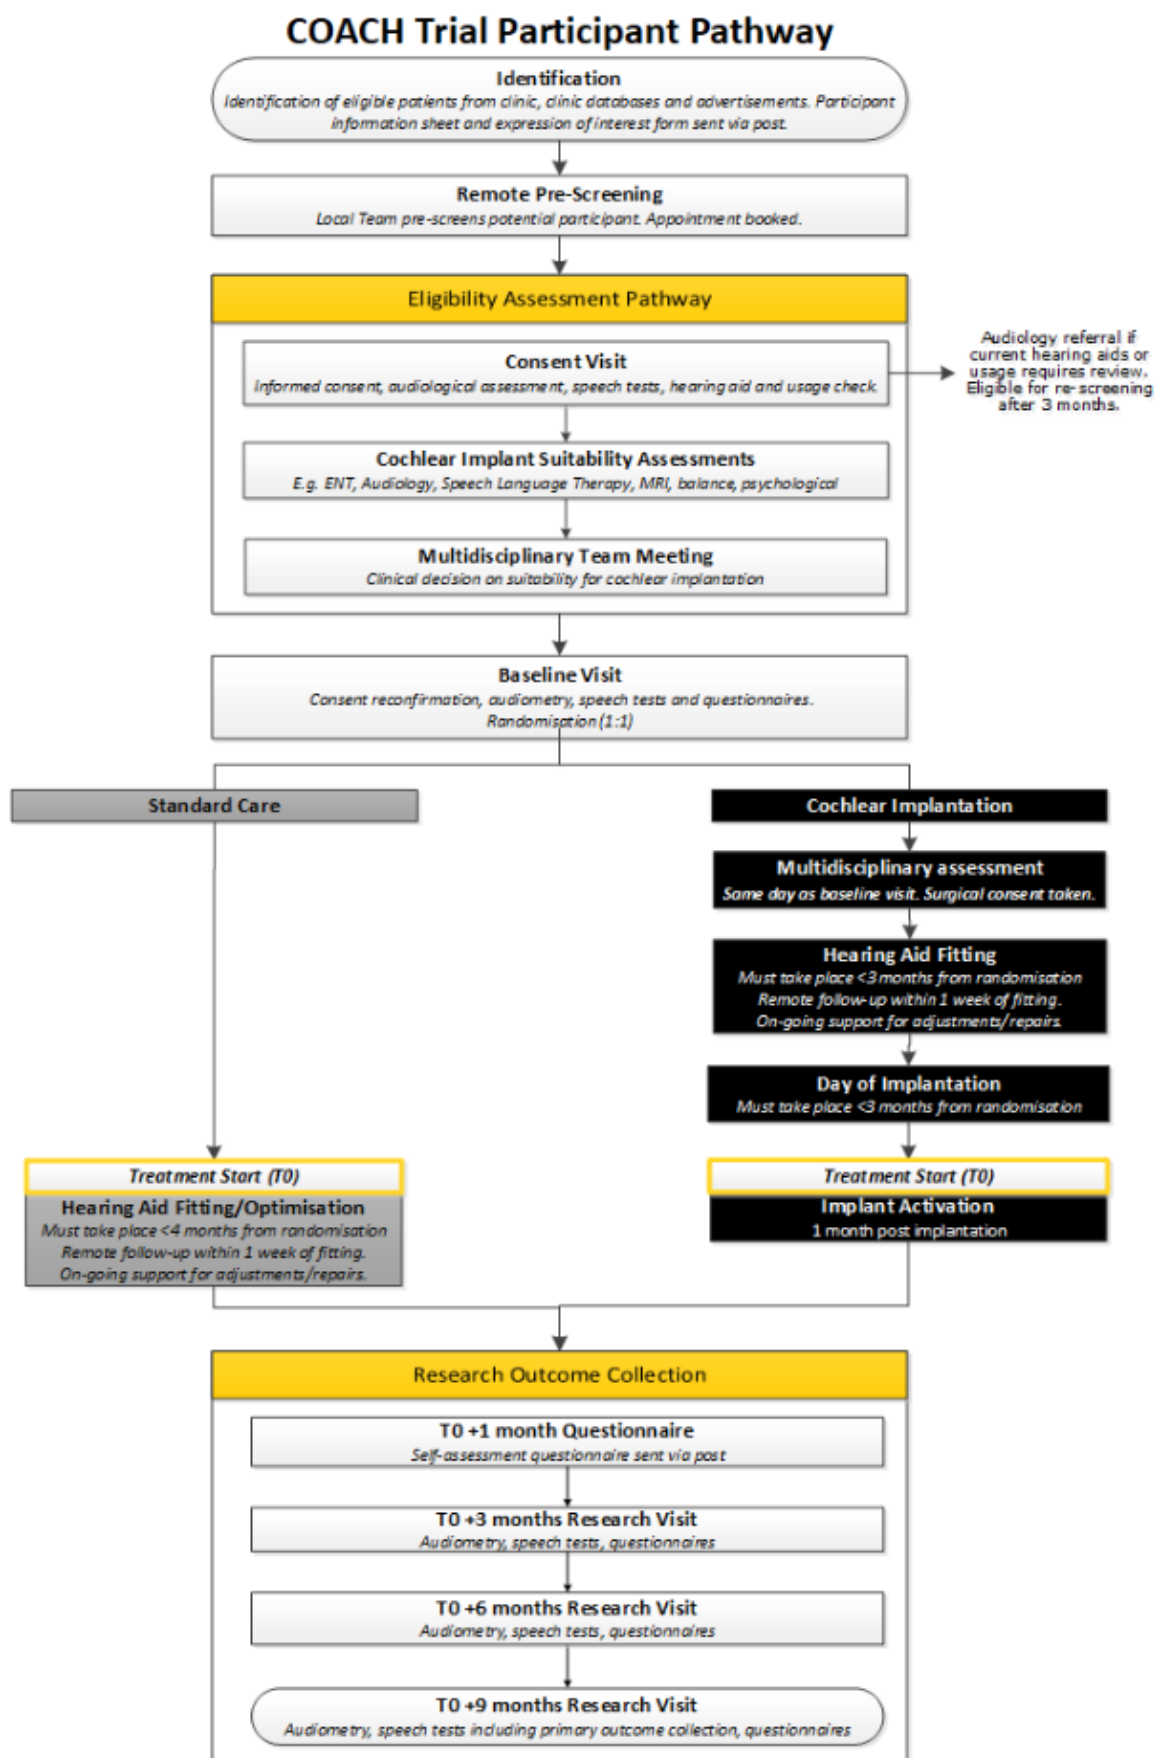 COACH Trial Participant Pathway
Identification
Identification of eligible patients from clinic, clinic databases and advertisements. Participant
information sheet and expression of interest form sent via post.
Remote Pre-Screening
Local Team pre-screens potential participant. Appointment booked.
Eligibility Assessment Pathway
Consent Visit
Informed consent, audiological assessment, speech tests, hearing aid and usage check.
Audiology referral if
current hearing aids or
usage requires review.
Eligible for re-screening
after 3 months.
Cochlear Implant Suitability Assessments
E.g. ENT, Audiology, Speech Language Therapy, MRI, balance, psychological
Multidisciplinary Team Meeting
Clinical decision on suitability for cochlear implantation
Baseline Visit
Consent reconfirmation, audiometry, speech tests and questionnaires.
Randomisation (1:1)
Standard Care
Cochlear Implantation
Multidisciplinary assessment
Same day as baseline visit. Surgical consent taken.
Hearing Aid Fitting
Must take place <3 months from randomisation
Remote follow-up within 1 week of fitting.
On-going support for adjustments/repairs.
Day of Implantation
Must take place <3 months from randomisation
Treatment Start (T0)
Hearing Aid Fitting/Optimisation
Must take place <4 months from randomisation
Remote follow-up within 1 week of fitting.
On-going support for adjustments/repairs.
Treatment Start (T0)
Implant Activation
1 month post implantation
Research Outcome Collection
T0 +1 month Questionnaire
Self-assessment questionnaire sent via post
T0 +3 months Research Visit
Audiometry, speech tests, questionnaires
T0 +6 months Research Visit
Audiometry, speech tests, questionnaires
T0 +9 months Research Visit
Audiometry, speech tests including primary outcome collection, questionnaires